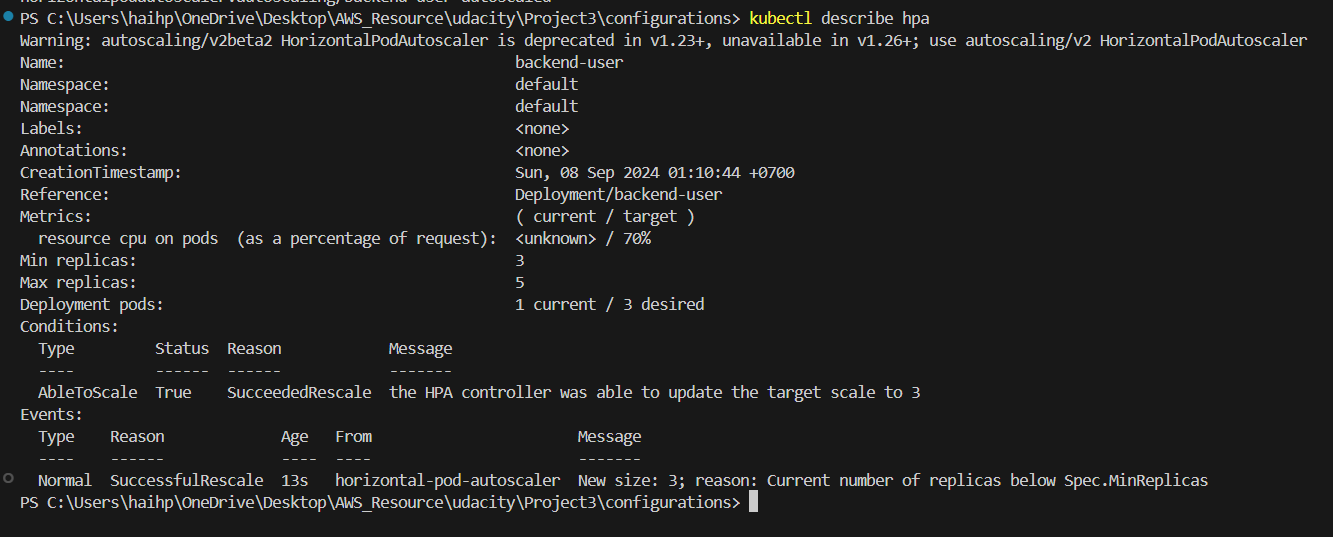 PS C:\Users\haihp\OneDrive\Desktop\AWS_Resource\udacity\Project3\configurations> kubectl describe hpa
Warning: autoscaling/v2beta2 HorizontalPodAutoscaler is deprecated in v1.23+, unavailable in v1.26+; use autoscaling/v2 HorizontalPodAutoscaler
Name: backend-user
Namespace: default
Namespace: default
Labels: <none>
Annotations: <none>
CreationTimestamp: Sun, 08 Sep 2024 01:10:44 +0700
Reference: Deployment/backend-user
Metrics: ( current / target )
resource cpu on pods (as a percentage of request): <unknown> / 70%
Min replicas: 3
Max replicas: 5
Deployment pods: 1 current / 3 desired
Conditions:
Type Status Reason Message
---- ------ ------ -------
AbleToScale True SucceededRescale the HPA controller was able to update the target scale to 3
Events:
Type Reason Age From Message
---- ------ ---- ---- -------
Normal SuccessfulRescale 13s horizontal-pod-autoscaler New size: 3; reason: Current number of replicas below Spec.MinReplicas
PS C:\Users\haihp\OneDrive\Desktop\AWS_Resource\udacity\Project3\configurations>